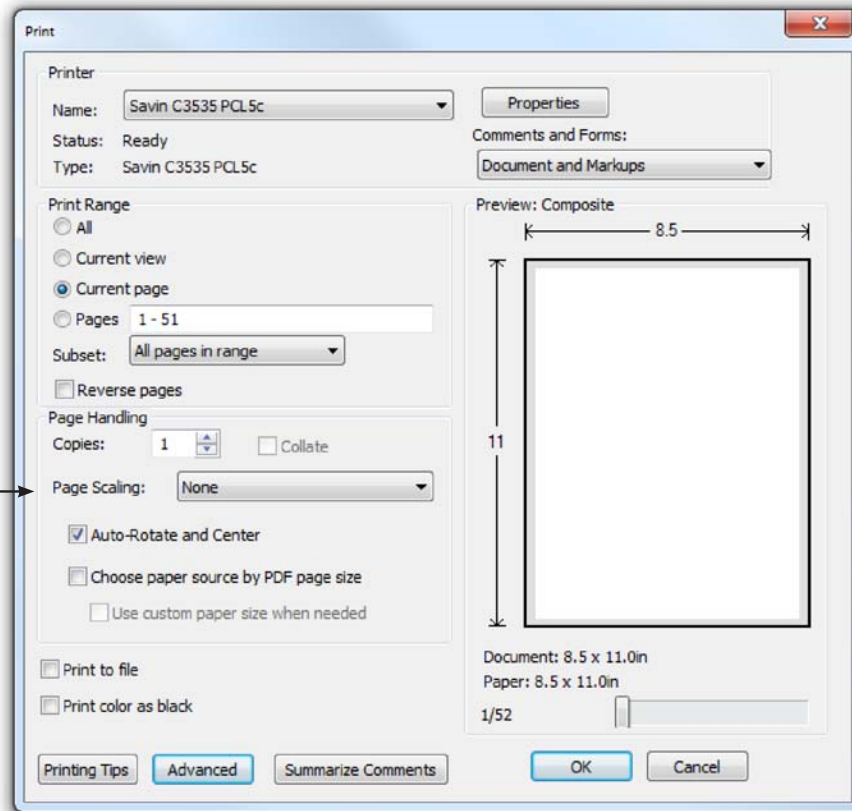 Print
Printer
Name: Savin C3535 PCL5c Properties
Status: Ready Comments and Forms:
Type: Savin C3535 PCL5c Document and Markups
Print Range
All
Current view
Current page
Pages 1 - 51
Subset: All pages in range
Reverse pages
Page Handling
Copies: 1 Collate
Page Scaling: None
Auto-Rotate and Center
Choose paper source by PDF page size
Use custom paper size when needed
Print to file
Print color as black
Preview: Composite
8.5
11
Document: 8.5 x 11.0in
Paper: 8.5 x 11.0in
1/52
Printing Tips Advanced Summarize Comments OK Cancel